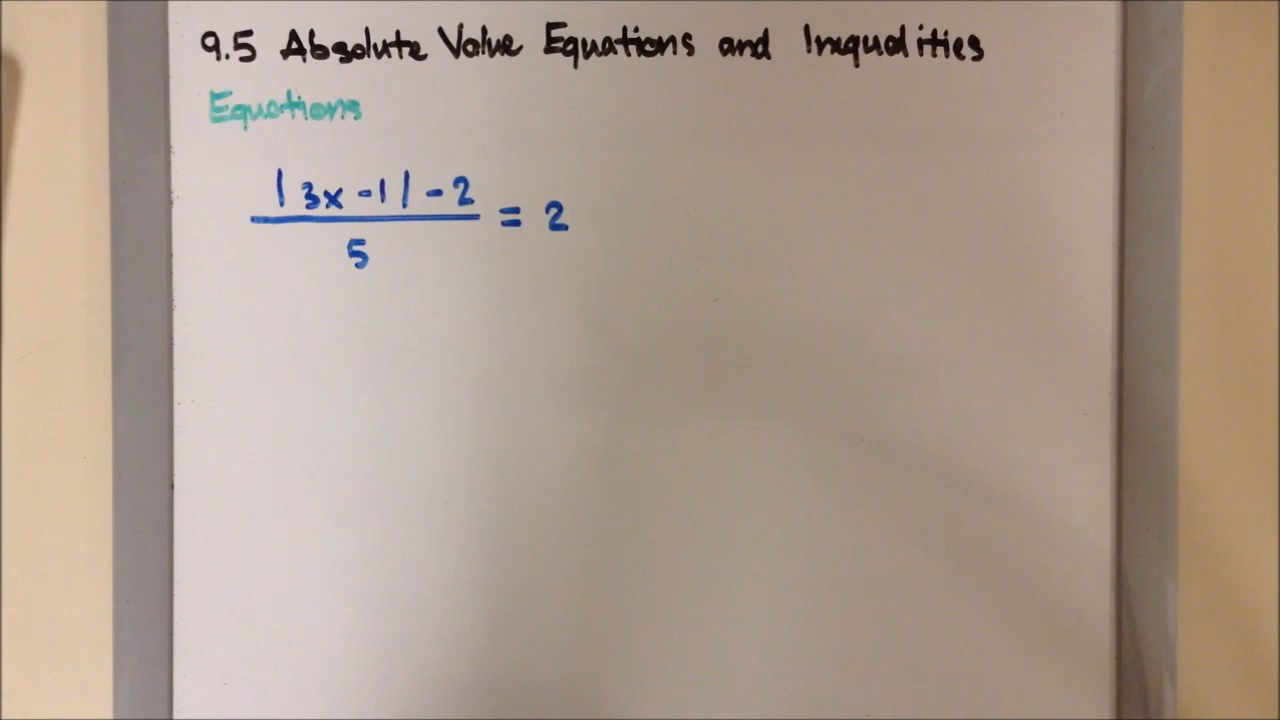 9.5 Absolute Value Equations and Inequalities
Equations
|3x-1|-2
5
= 2